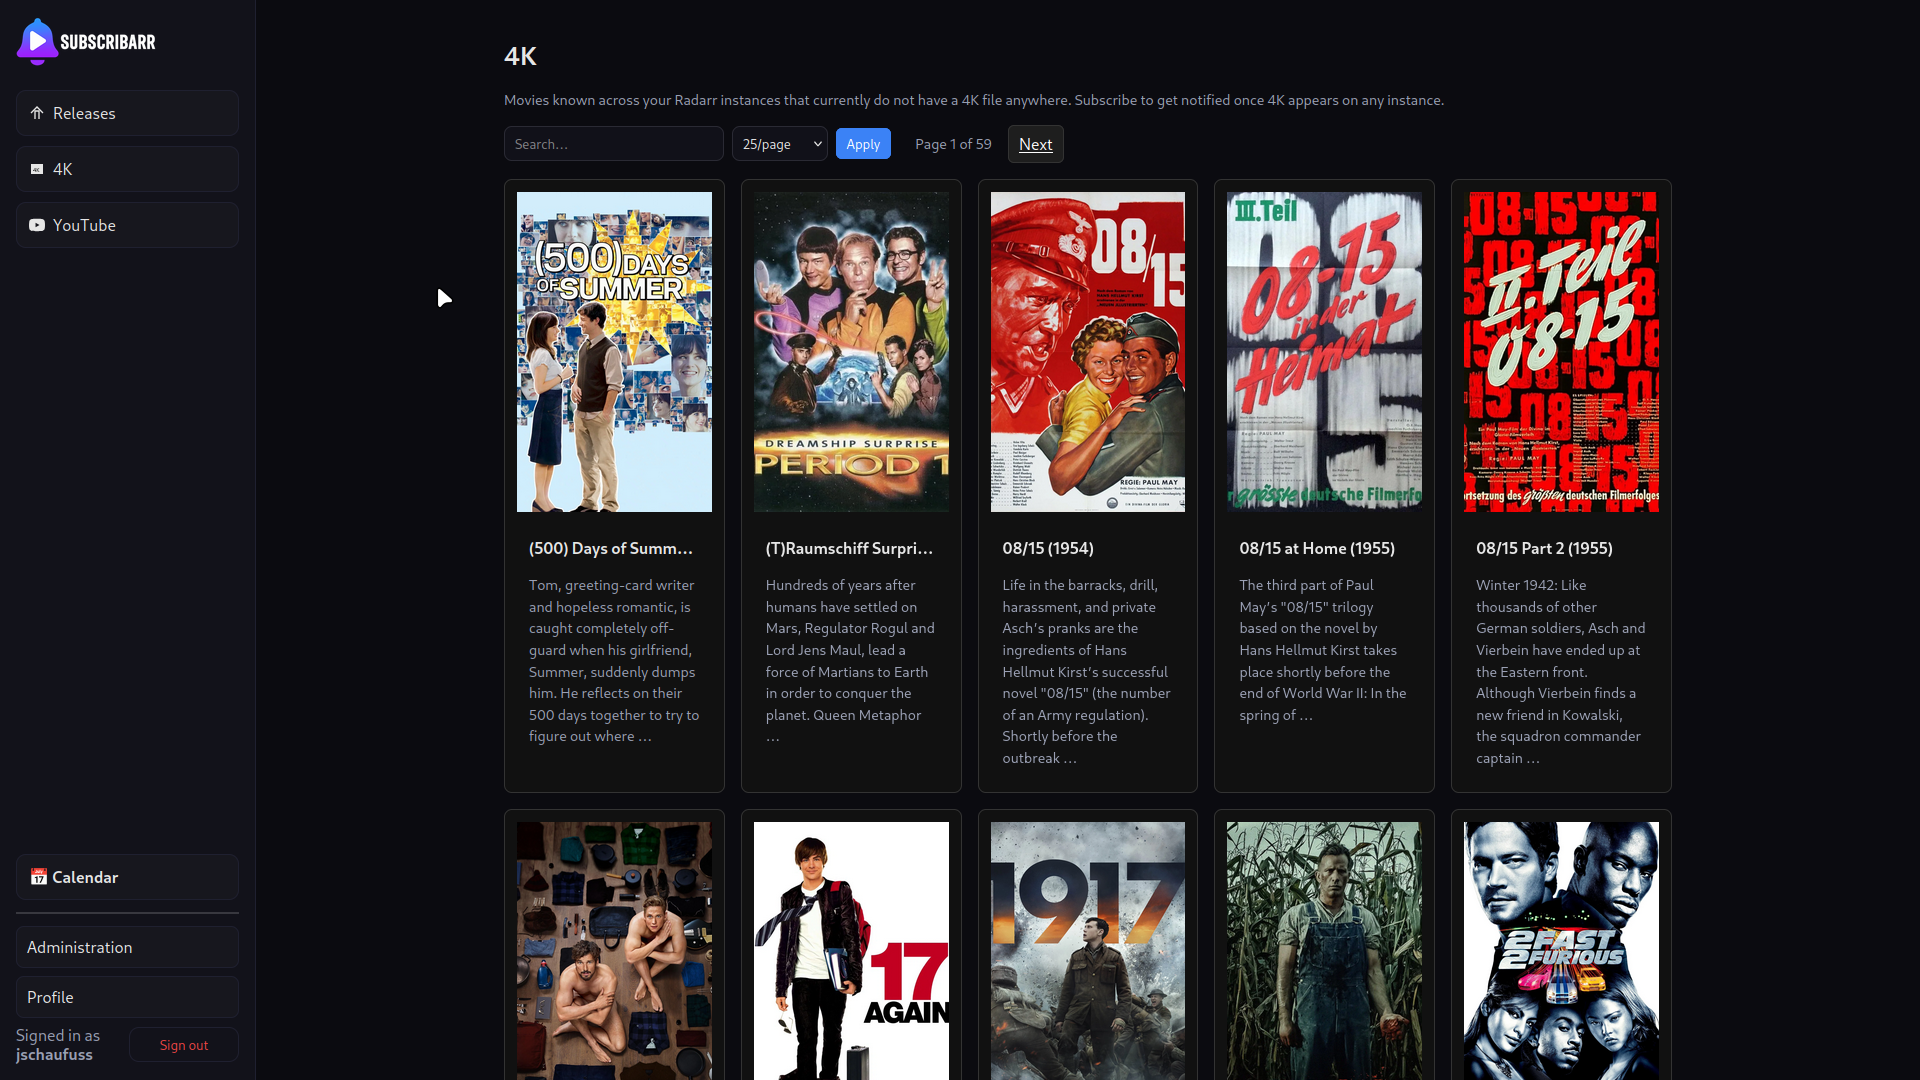 SUBSCRIBARR
Releases
4K
YouTube
Calendar
Administration
Profile
Signed in as
jschaufuss
Sign out
4K
Movies known across your Radarr instances that currently do not have a 4K file anywhere. Subscribe to get notified once 4K appears on any instance.
Search...
25/page
Apply
Page 1 of 59
Next
(500) DAYS
OF SUMMER
(500) Days of Summ...
Tom, greeting-card writer
and hopeless romantic, is
caught completely off-
guard when his girlfriend,
Summer, suddenly dumps
him. He reflects on their
500 days together to try to
figure out where ...
DREAMSHIP SURPRISE
PERIOD 1
(T)Raumschiff Surpri...
Hundreds of years after
humans have settled on
Mars, Regulator Rogul and
Lord Jens Maul, lead a
force of Martians to Earth
in order to conquer the
planet. Queen Metaphor
...
08/15
REGIE: PAUL MAY
08/15 (1954)
Life in the barracks, drill,
harassment, and private
Asch's pranks are the
ingredients of Hans
Hellmut Kirst's successful
novel "08/15" (the number
of an Army regulation).
Shortly before the
outbreak ...
III.Teil
08-15
in der
Heimat
grösste deutsche Filmerfo
08/15 at Home (1955)
The third part of Paul
May's "08/15" trilogy
based on the novel by
Hans Hellmut Kirst takes
place shortly before the
end of World War II: In the
spring of ...
II.Teil
08-15
Regie: PAUL MAY
rtsetzung des größten deutschen Filmerfolges
08/15 Part 2 (1955)
Winter 1942: Like
thousands of other
German soldiers, Asch and
Vierbein have ended up at
the Eastern front.
Although Vierbein finds a
new friend in Kowalski,
the squadron commander
captain ...
17
AGAIN
1917
2 FAST
2 FURIOUS